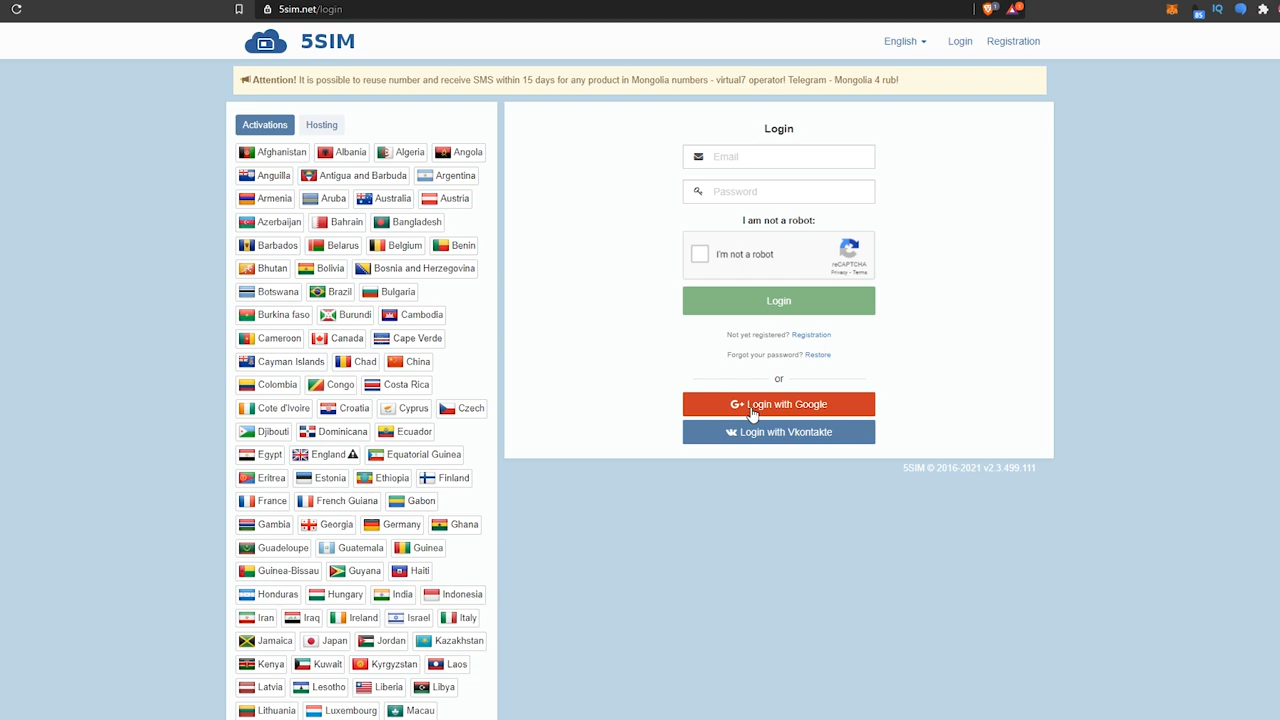 5sim.net/login
5SIM
English
Login
Registration
Attention! It is possible to reuse number and receive SMS within 15 days for any product in Mongolia numbers - virtual7 operator! Telegram - Mongolia 4 rub!
Activations Hosting
Afghanistan Albania Algeria Angola
Anguilla Antigua and Barbuda Argentina
Armenia Aruba Australia Austria
Azerbaijan Bahrain Bangladesh
Barbados Belarus Belgium Benin
Bhutan Bolivia Bosnia and Herzegovina
Botswana Brazil Bulgaria
Burkina faso Burundi Cambodia
Cameroon Canada Cape Verde
Cayman Islands Chad China
Colombia Congo Costa Rica
Cote d'Ivoire Croatia Cyprus Czech
Djibouti Dominicana Ecuador
Egypt England Equatorial Guinea
Eritrea Estonia Ethiopia Finland
France French Guiana Gabon
Gambia Georgia Germany Ghana
Guadeloupe Guatemala Guinea
Guinea-Bissau Guyana Haiti
Honduras Hungary India Indonesia
Iran Iraq Ireland Israel Italy
Jamaica Japan Jordan Kazakhstan
Kenya Kuwait Kyrgyzstan Laos
Latvia Lesotho Liberia Libya
Lithuania Luxembourg Macau
Login
Email
Password
I am not a robot:
I'm not a robot
reCAPTCHA
Privacy - Terms
Login
Not yet registered? Registration
Forgot your password? Restore
or
G+ Login with Google
Login with Vkontakte
5SIM © 2016-2021 v2.3.499.111